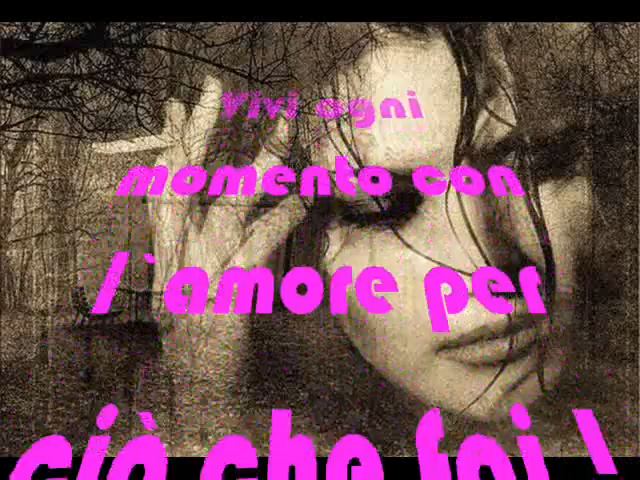 Vivi ogni
momento con
l`amore per
ciò che fai !